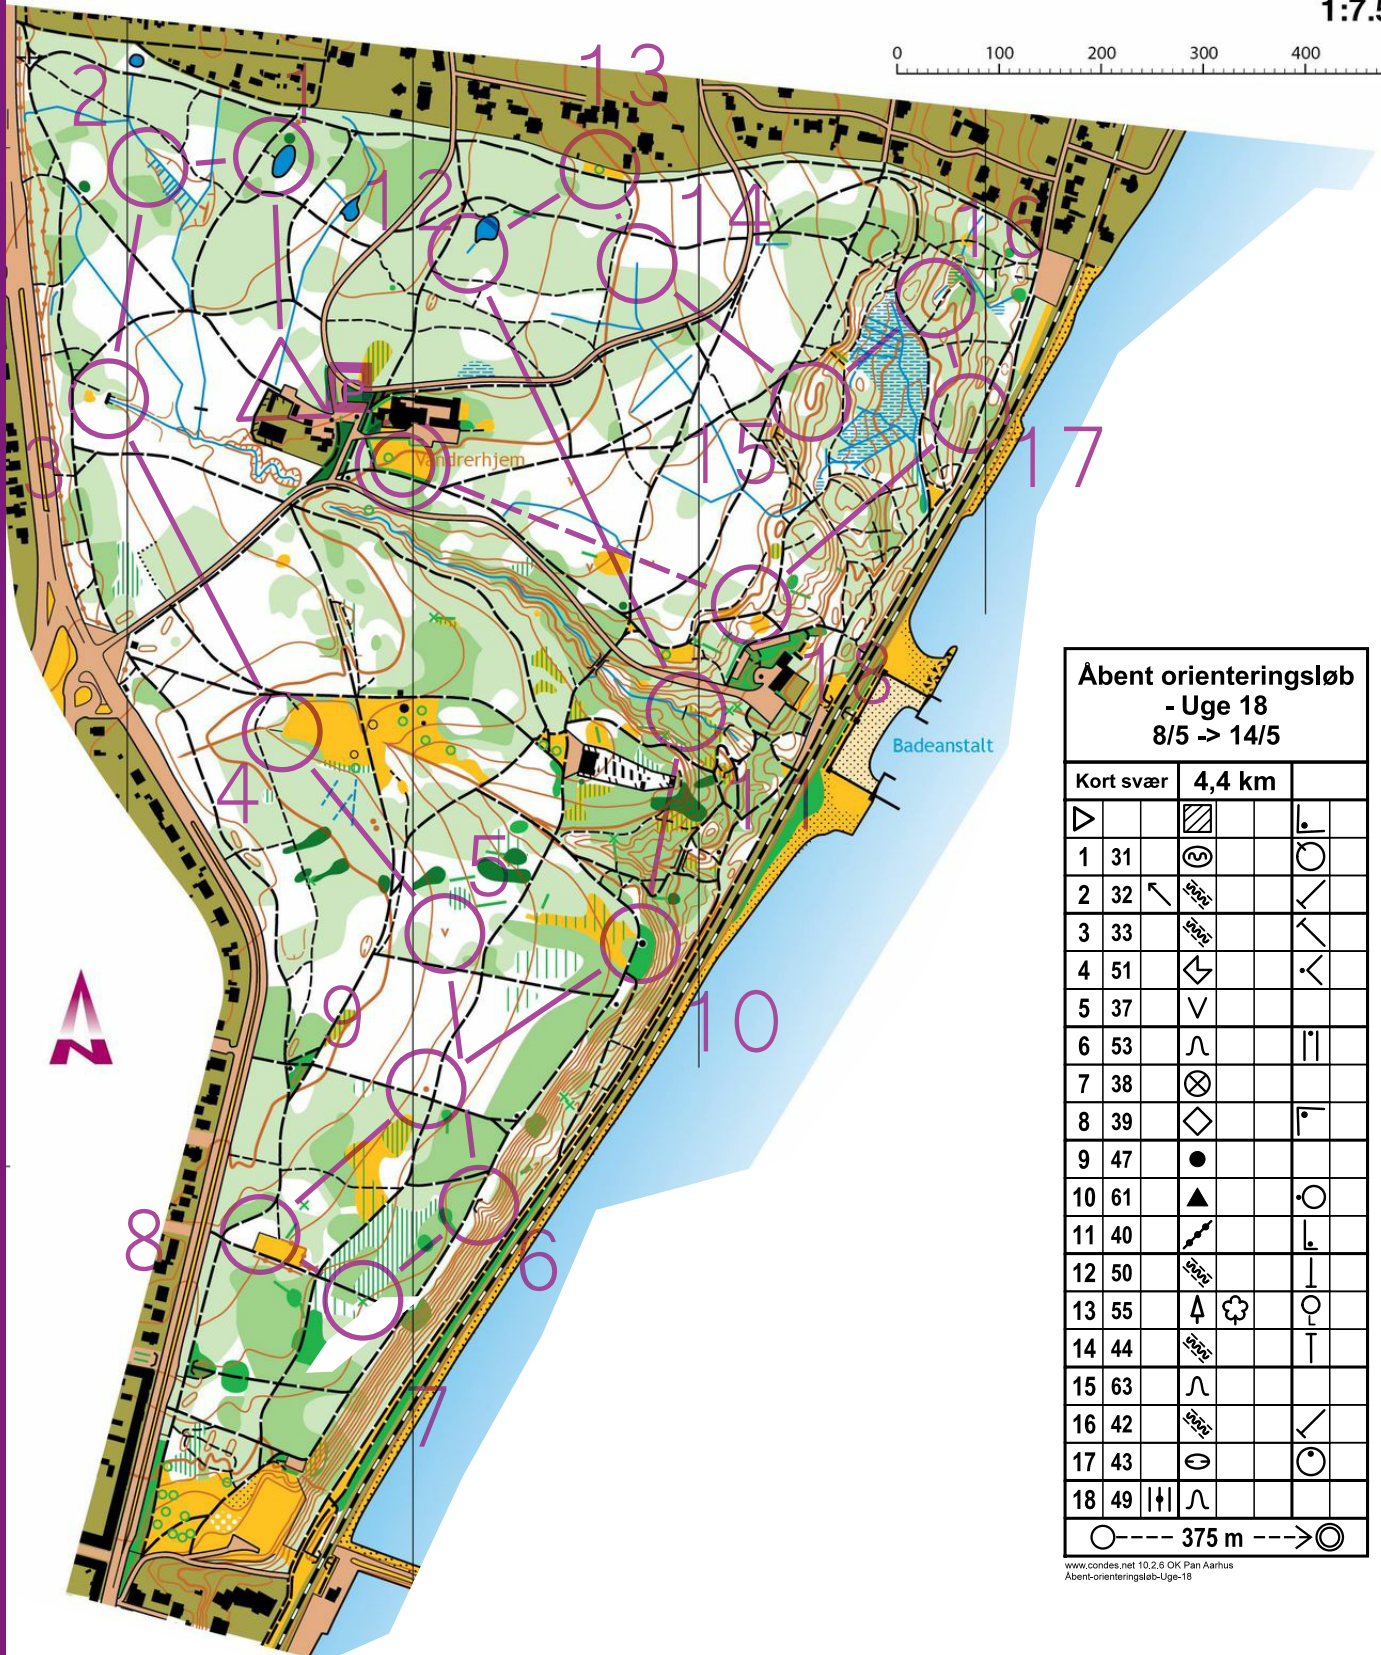 1:7.5
0 100 200 300 400
13
2 1
12 14 16
3 15 17
Vandrerhjem
18
Badeanstalt
4 11
5
9 10
8 6
7
Åbent orienteringsløb
- Uge 18
8/5 -> 14/5
Kort svær 4,4 km
1 31
2 32
3 33
4 51
5 37
6 53
7 38
8 39
9 47
10 61
11 40
12 50
13 55
14 44
15 63
16 42
17 43
18 49
375 m
www.condes.net 10.2.6 OK Pan Aarhus
Åbent-orienteringsløb-Uge-18